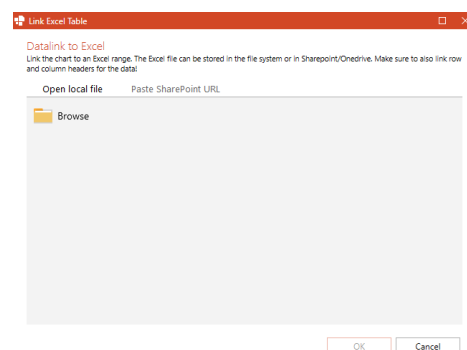 Link Excel Table
Datalink to Excel
Link the chart to an Excel range. The Excel file can be stored in the file system or in Sharepoint/Onedrive. Make sure to also link row
and column headers for the data!
Open local file Paste SharePoint URL
Browse
OK Cancel